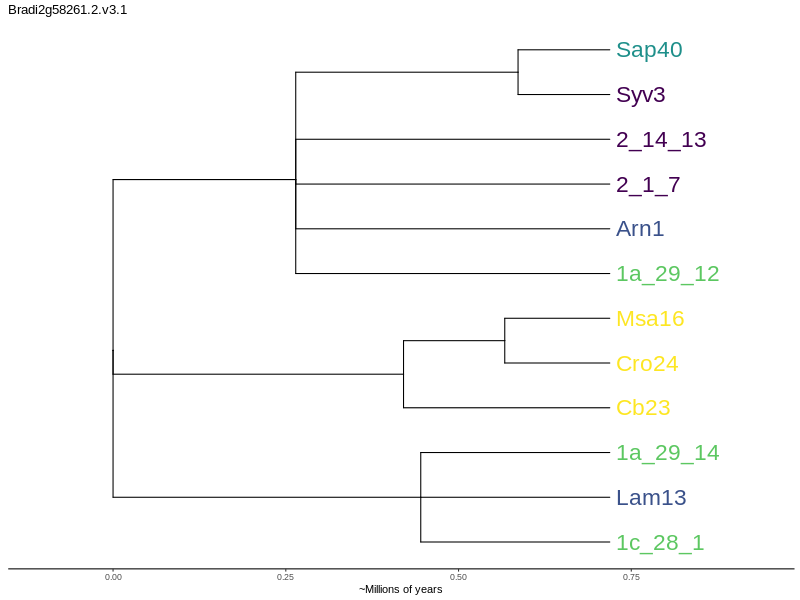 Bradi2g58261.2.v3.1
Sap40
Syv3
2_14_13
2_1_7
Arn1
1a_29_12
Msa16
Cro24
Cb23
1a_29_14
Lam13
1c_28_1
0.00 0.25 0.50 0.75
~Millions of years